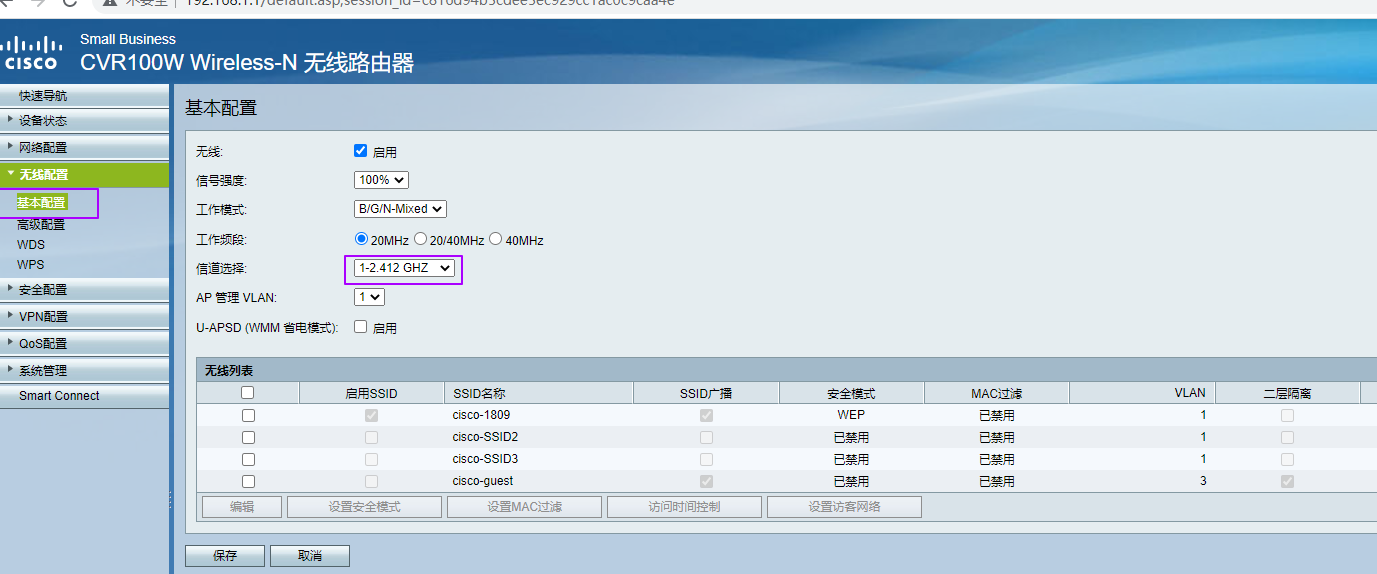 不安全 | 192.168.1.1/default.asp;session_id=c816d94b5cdee5ec929cc1ac0c9caa4e
Small Business
CISCO CVR100W Wireless-N 无线路由器
快速导航
设备状态
网络配置
无线配置
基本配置
高级配置
WDS
WPS
安全配置
VPN配置
QoS配置
系统管理
Smart Connect
基本配置
无线: 启用
信号强度: 100%
工作模式: B/G/N-Mixed
工作频段: 20MHz 20/40MHz 40MHz
信道选择: 1-2.412 GHZ
AP 管理 VLAN: 1
U-APSD (WMM 省电模式): 启用
无线列表
启用SSID SSID名称 SSID广播 安全模式 MAC过滤 VLAN 二层隔离
cisco-1809 WEP 已禁用 1
cisco-SSID2 已禁用 已禁用 1
cisco-SSID3 已禁用 已禁用 1
cisco-guest 已禁用 已禁用 3
编辑 设置安全模式 设置MAC过滤 访问时间控制 设置访客网络
保存 取消